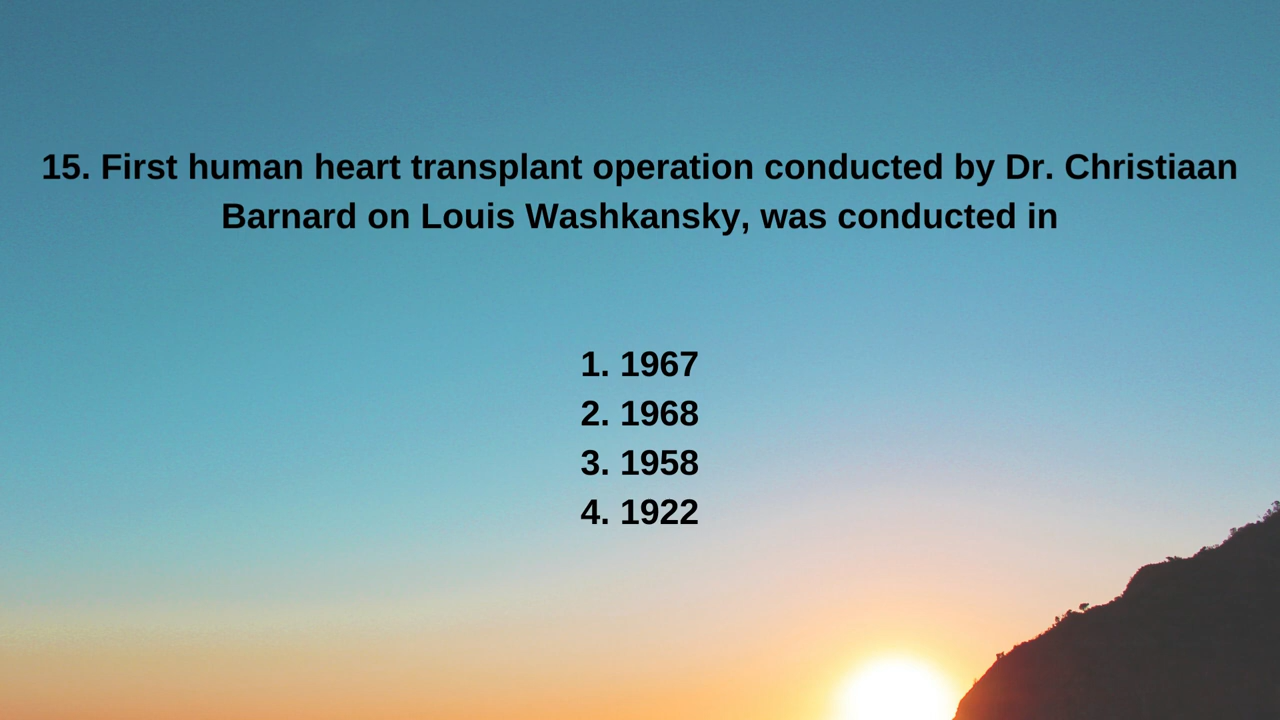 15. First human heart transplant operation conducted by Dr. Christiaan
Barnard on Louis Washkansky, was conducted in
1. 1967
2. 1968
3. 1958
4. 1922